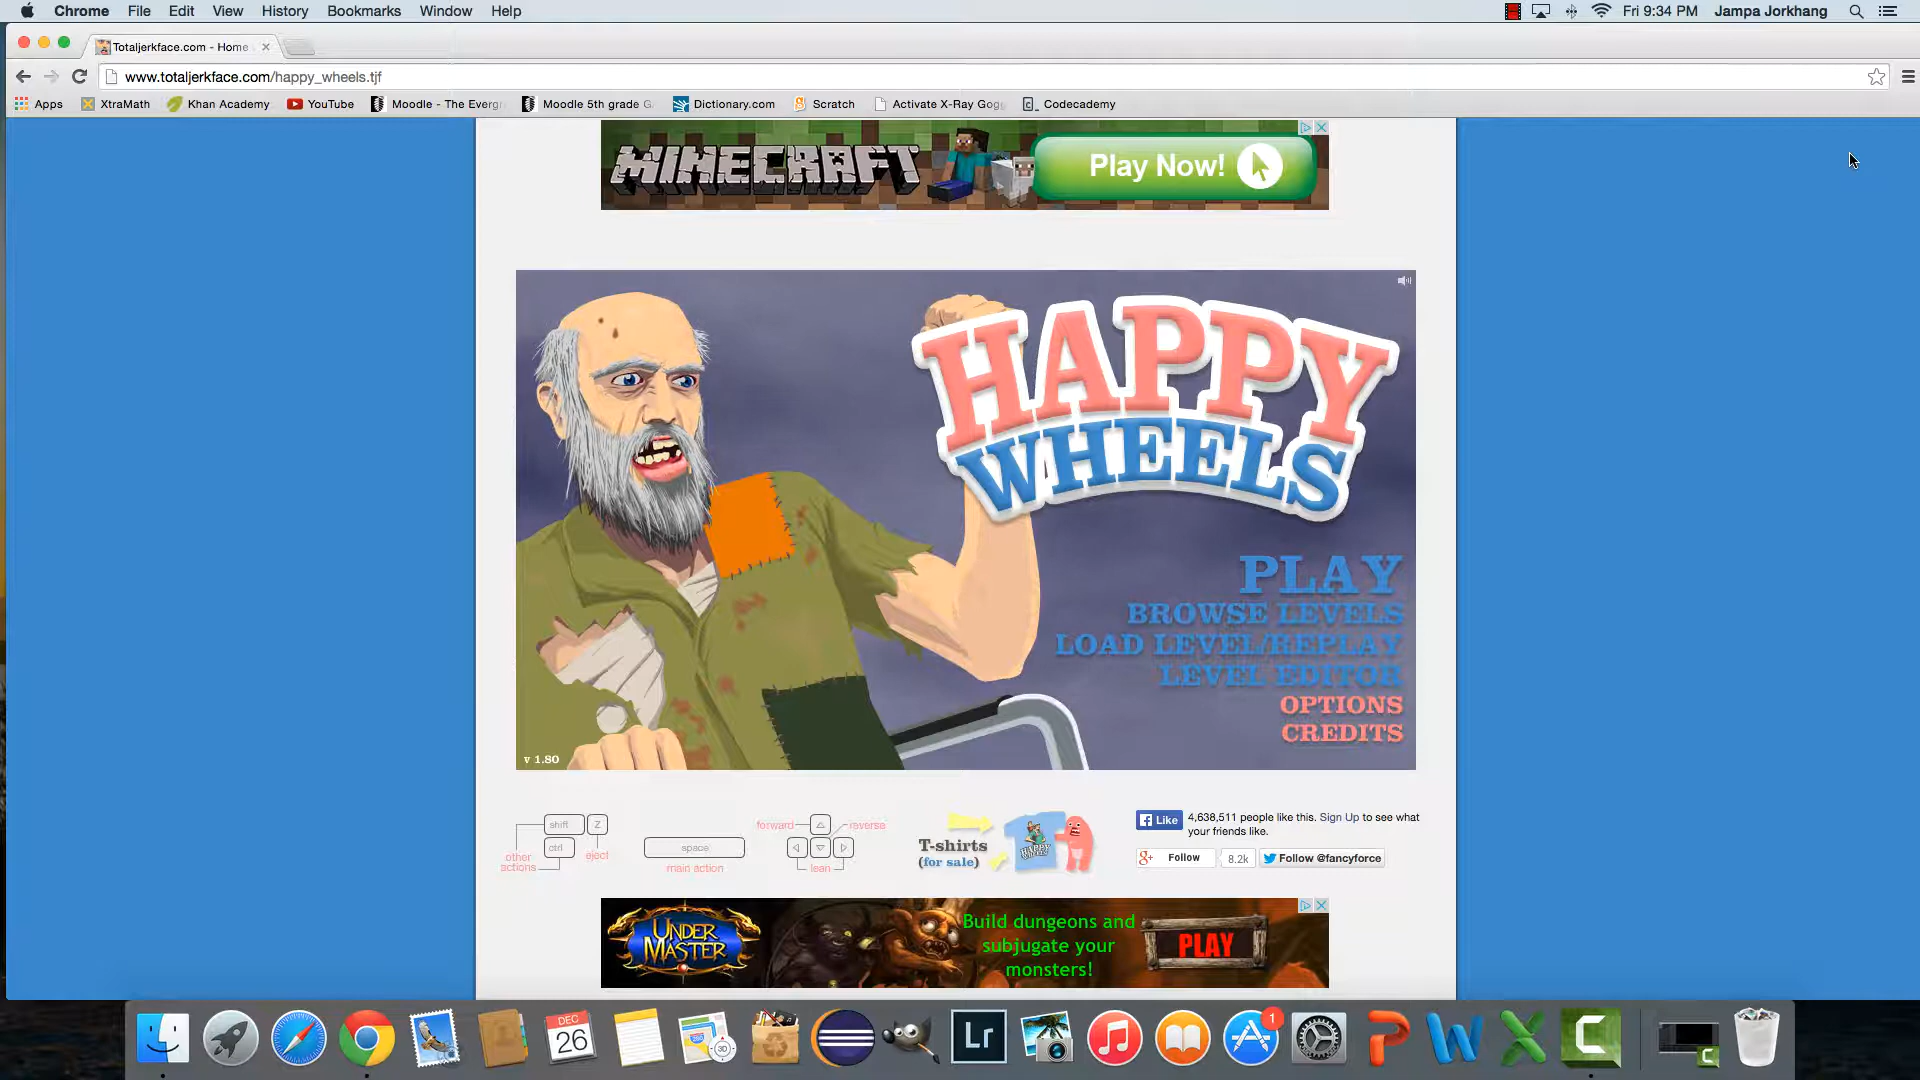 Chrome File Edit View History Bookmarks Window Help
Fri 9:34 PM Jampa Jorkhang
Totaljerkface.com - Home
www.totaljerkface.com/happy_wheels.tjf
Apps XtraMath Khan Academy YouTube Moodle - The Evergr Moodle 5th grade G Dictionary.com Scratch Activate X-Ray Gog Codecademy
MINECRAFT
Play Now!
HAPPY
WHEELS
PLAY
BROWSE LEVELS
LOAD LEVEL/REPLAY
LEVEL EDITOR
OPTIONS
CREDITS
v 1.80
shift Z
ctrl
eject
other
actions
space
main action
forward
reverse
lean
T-shirts
(for sale)
HAPPY
Like
4,638,511 people like this. Sign Up to see what
your friends like.
Follow
8.2k
Follow @fancyforce
UNDER
MASTER
Build dungeons and
subjugate your
monsters!
PLAY
DEC
26
Lr
1